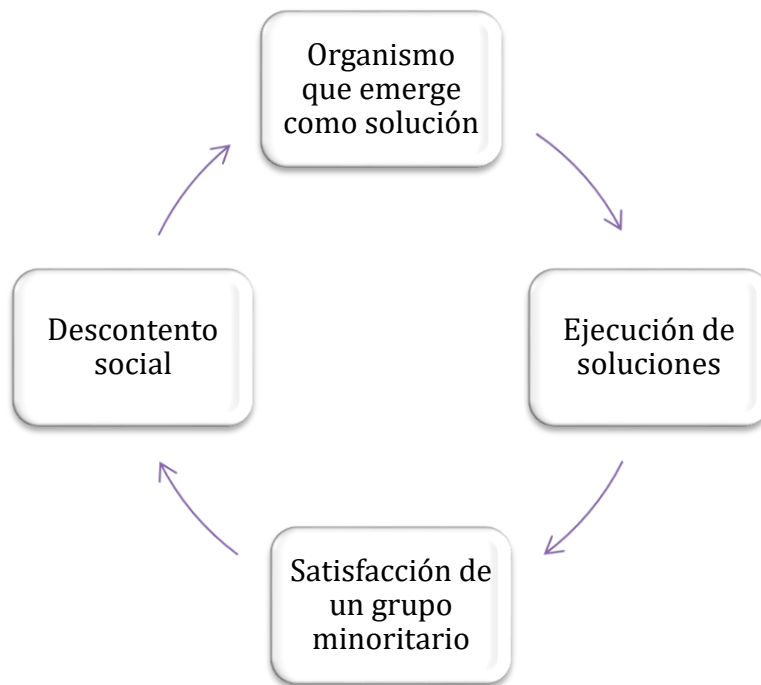 Organismo
que emerge
como solución
Ejecución de
soluciones
Satisfacción de
un grupo
minoritario
Descontento
social